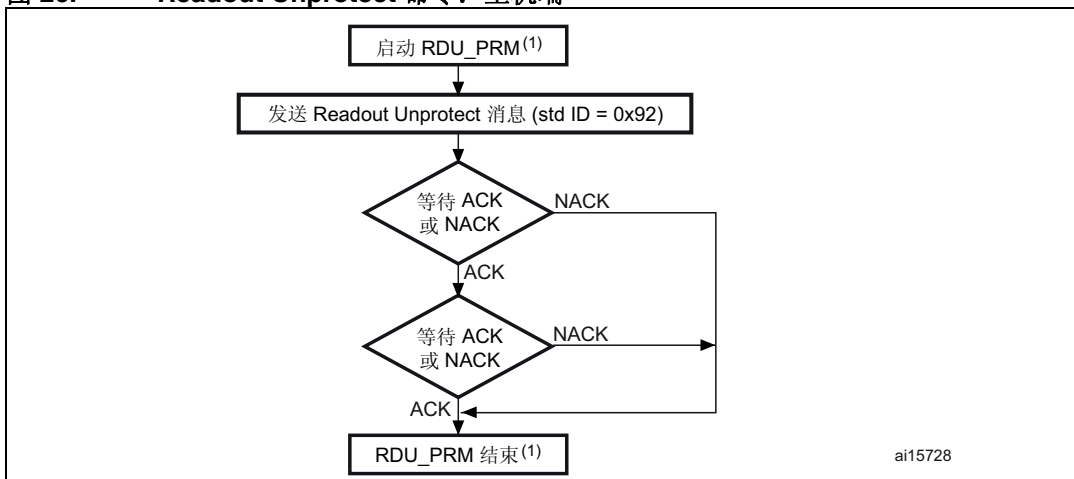 启动 RDU_PRM(1)
发送 Readout Unprotect 消息 (std ID = 0x92)
等待 ACK
或 NACK
NACK
ACK
等待 ACK
或 NACK
NACK
ACK
RDU_PRM 结束(1)
ai15728